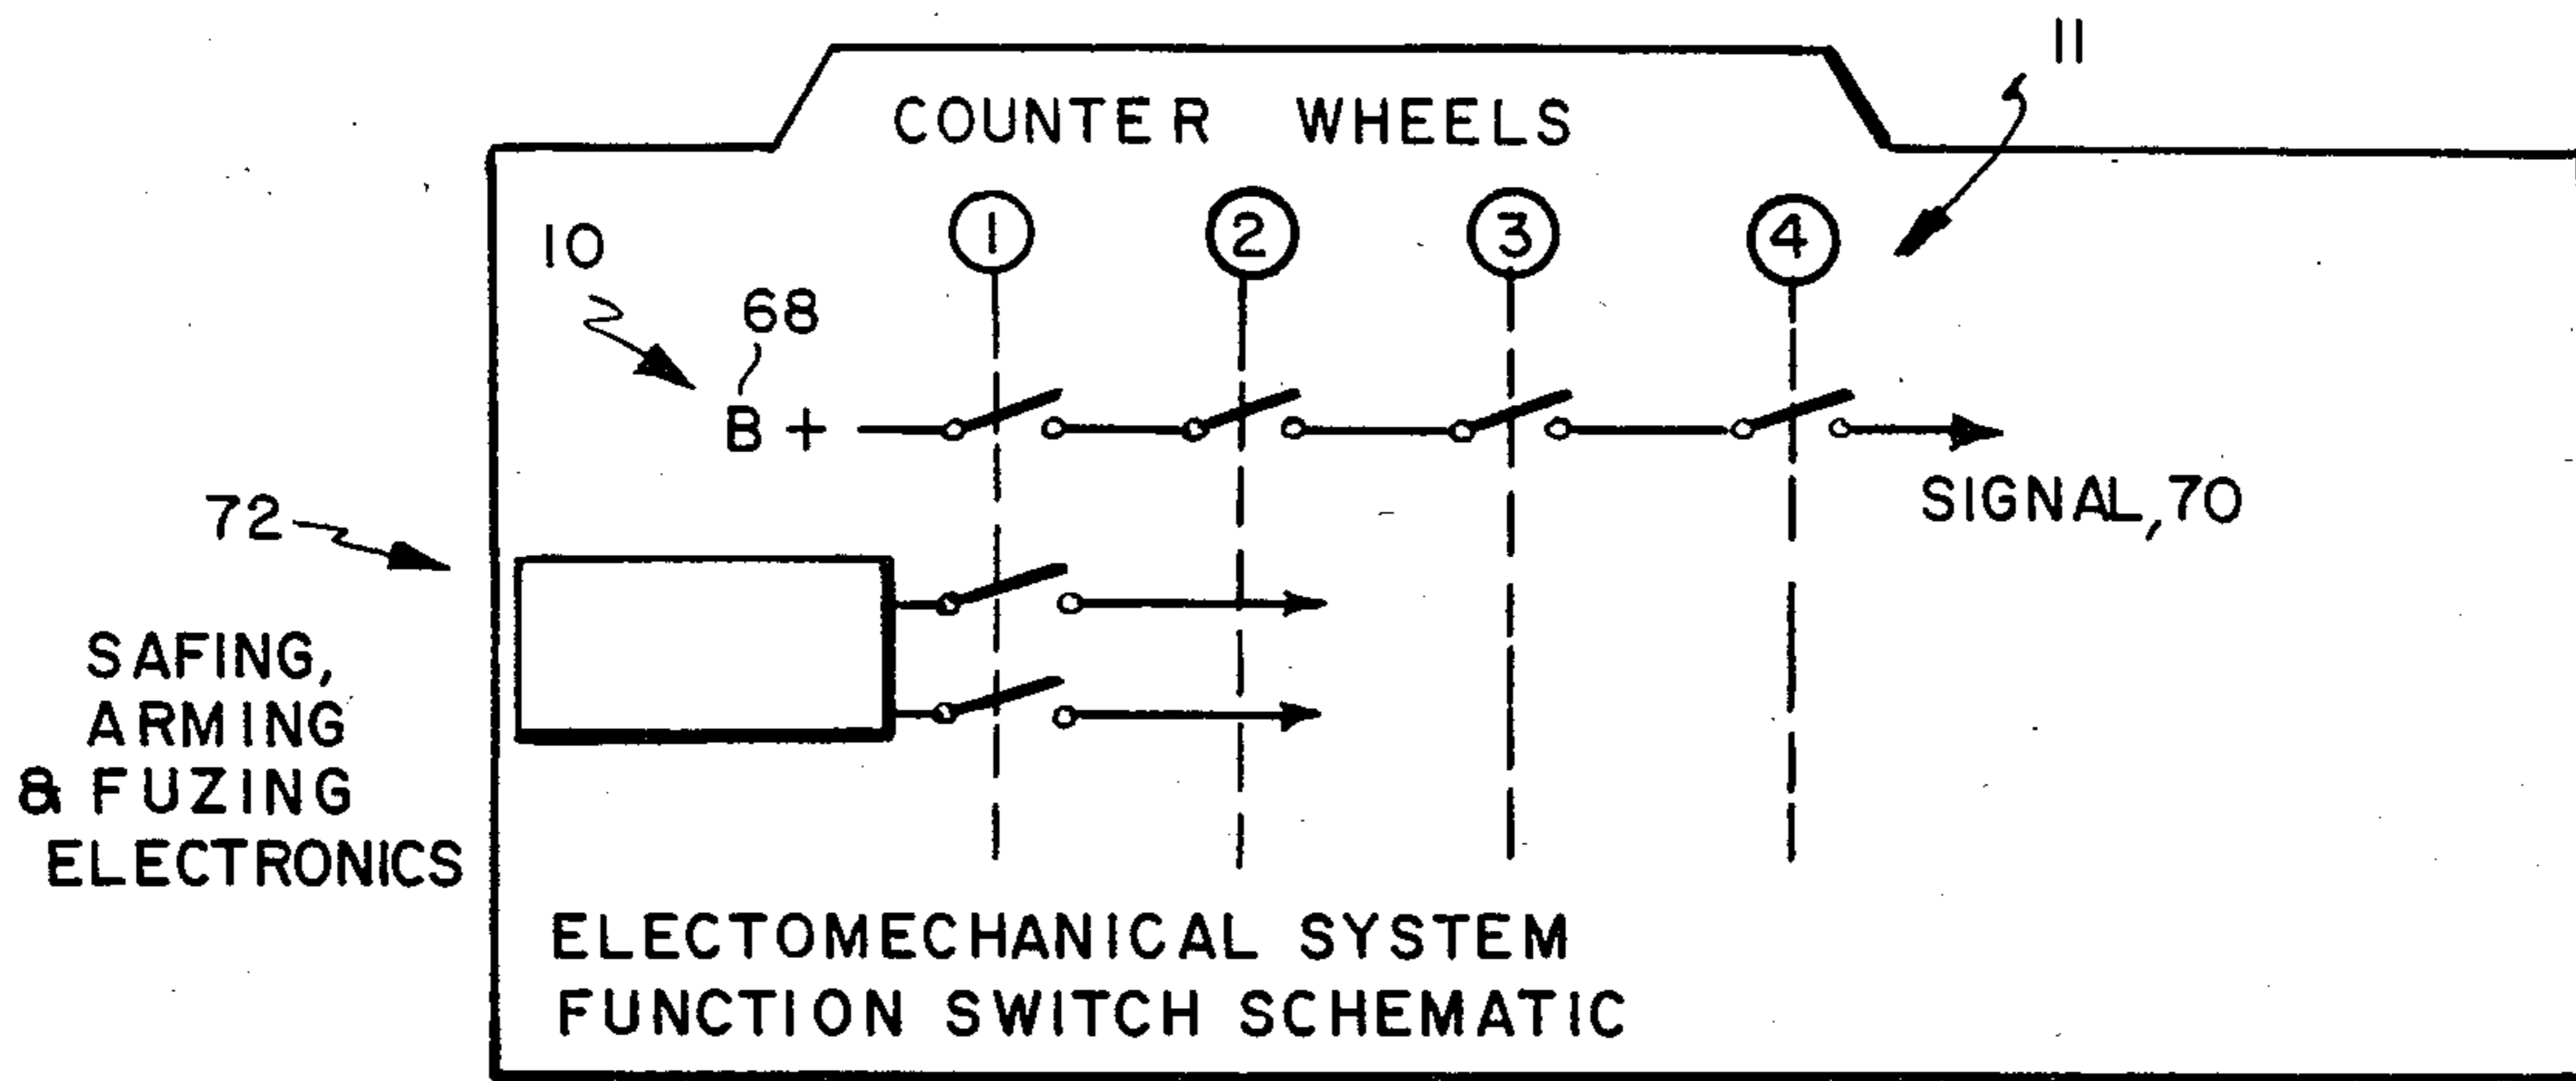 11
COUNTER WHEELS
1 2 3 4
10
68
B +
SIGNAL,70
72
SAFING,
ARMING
& FUZING
ELECTRONICS
ELECTOMECHANICAL SYSTEM
FUNCTION SWITCH SCHEMATIC